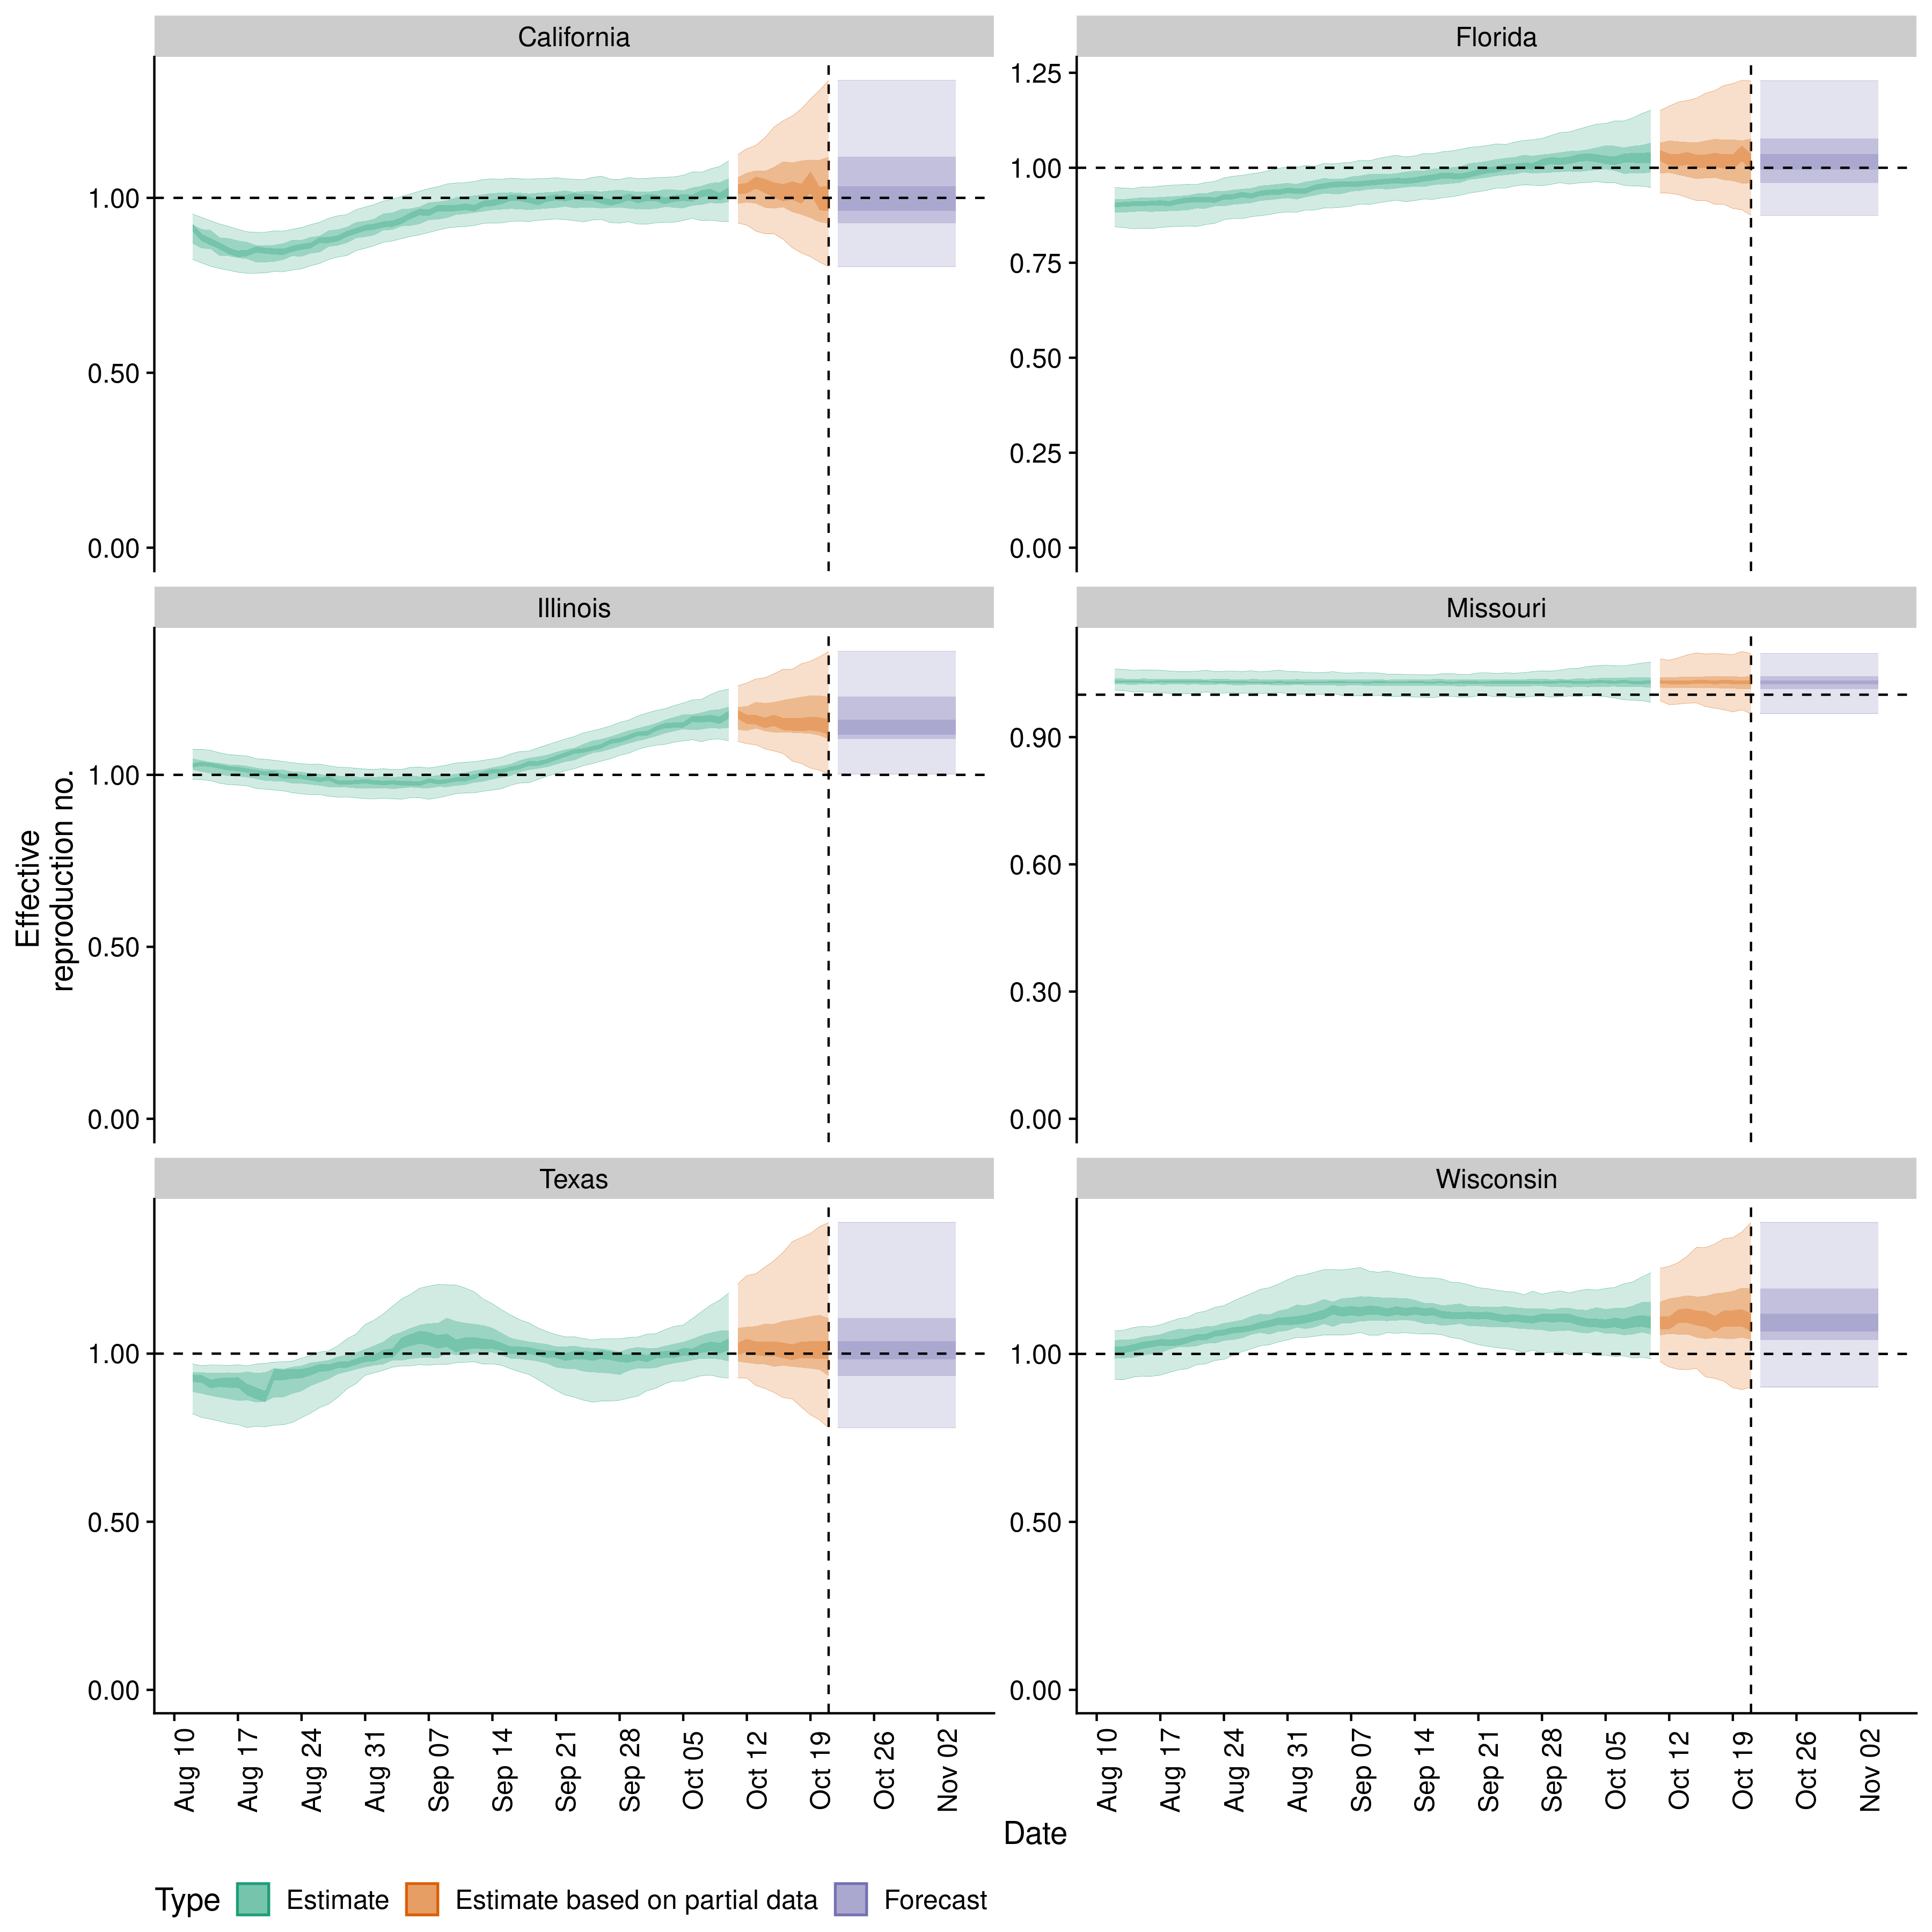 California
Florida
1.00
0.50
0.00
1.25
1.00
0.75
0.50
0.25
0.00
Illinois
Missouri
1.00
0.50
0.00
0.90
0.60
0.30
0.00
Effective
reproduction no.
Texas
Wisconsin
1.00
0.50
0.00
1.00
0.50
0.00
Aug 10
Aug 17
Aug 24
Aug 31
Sep 07
Sep 14
Sep 21
Sep 28
Oct 05
Oct 12
Oct 19
Oct 26
Nov 02
Aug 10
Aug 17
Aug 24
Aug 31
Sep 07
Sep 14
Sep 21
Sep 28
Oct 05
Oct 12
Oct 19
Oct 26
Nov 02
Date
Type Estimate Estimate based on partial data Forecast